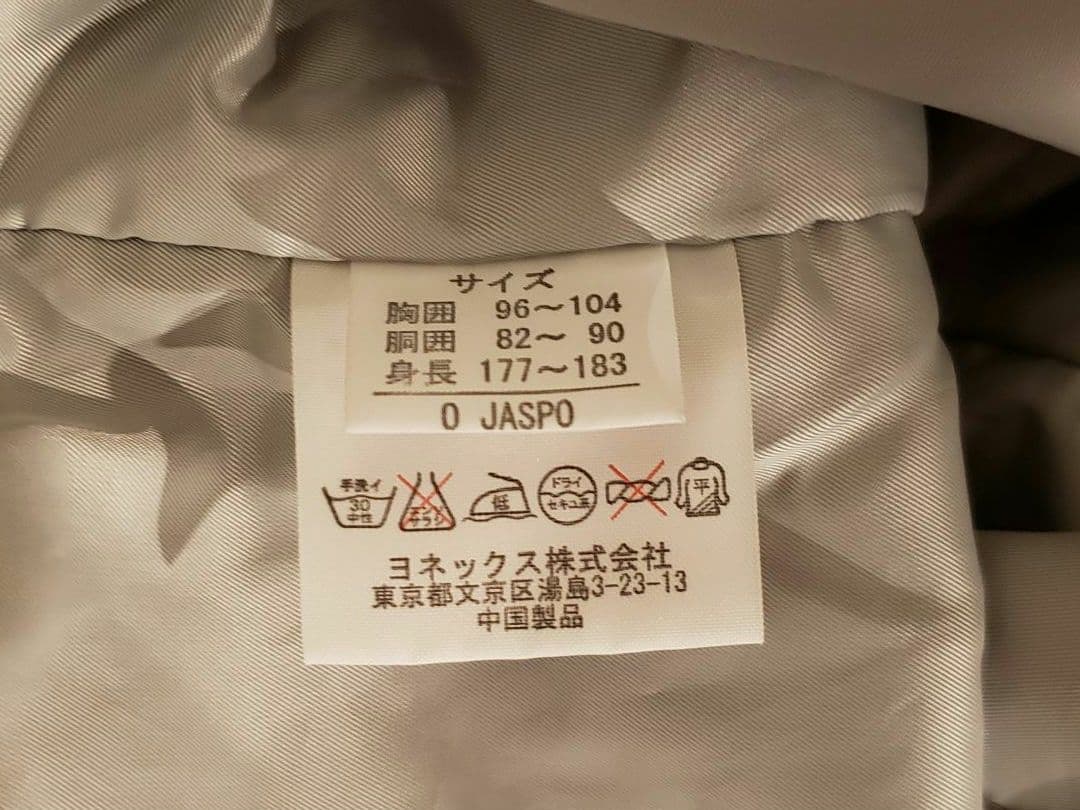 サイズ
胸囲 96～104
胴囲 82～ 90
身長 177～183
O JASPO
手洗イ 30 中性
エンソ サラシ
低
ドライ セキユ系
平
ヨネックス株式会社
東京都文京区湯島3-23-13
中国製品